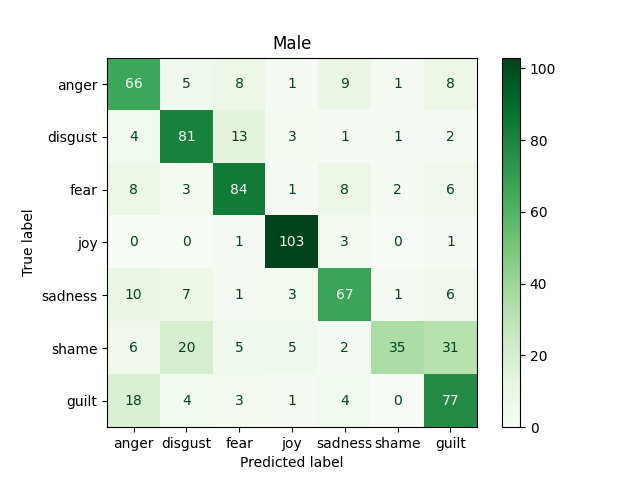 Male
True label
anger 66 5 8 1 9 1 8
disgust 4 81 13 3 1 1 2
fear 8 3 84 1 8 2 6
joy 0 0 1 103 3 0 1
sadness 10 7 1 3 67 1 6
shame 6 20 5 5 2 35 31
guilt 18 4 3 1 4 0 77
anger disgust fear joy sadness shame guilt
Predicted label
100
80
60
40
20
0